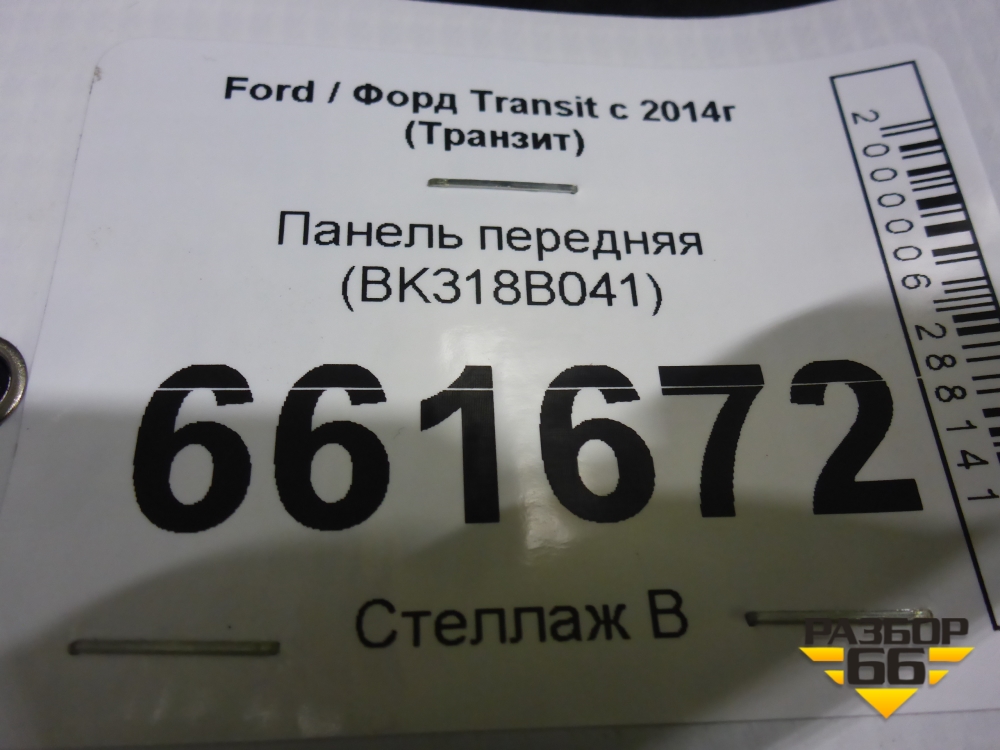 Ford / Форд Transit с 2014г
(Транзит)
Панель передняя
(BK318B041)
661672
Стеллаж В
2000006288141
РАЗБОР
66